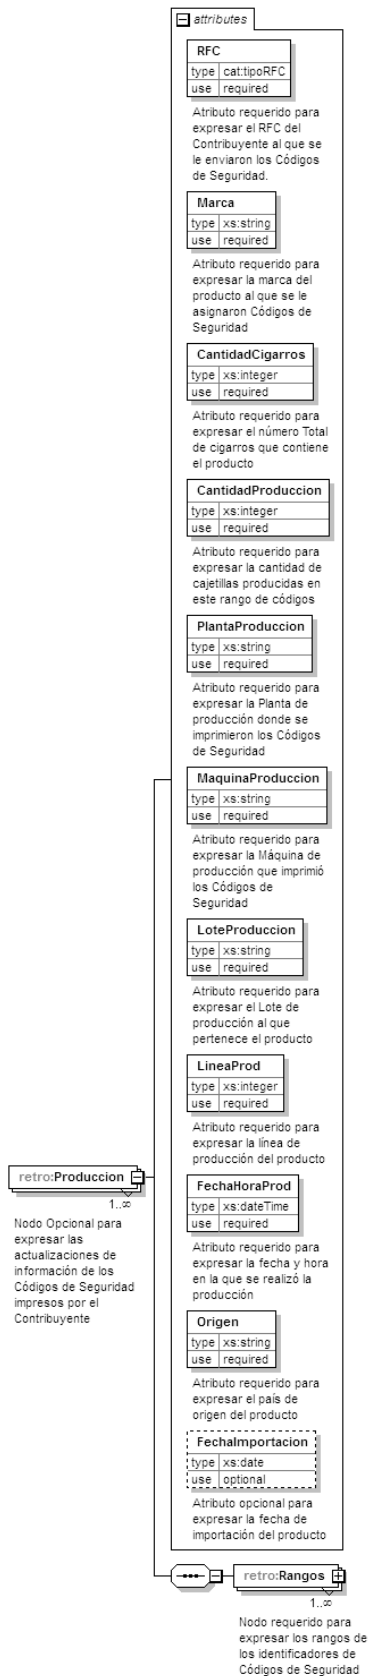 attributes
RFC
type cat:tipoRFC
use required
Atributo requerido para
expresar el RFC del
Contribuyente al que se
le enviaron los Códigos
de Seguridad.
Marca
type xs:string
use required
Atributo requerido para
expresar la marca del
producto al que se le
asignaron Códigos de
Seguridad
CantidadCigarros
type xs:integer
use required
Atributo requerido para
expresar el número Total
de cigarros que contiene
el producto
CantidadProduccion
type xs:integer
use required
Atributo requerido para
expresar la cantidad de
cajetillas producidas en
este rango de códigos
PlantaProduccion
type xs:string
use required
Atributo requerido para
expresar la Planta de
producción donde se
imprimieron los Códigos
de Seguridad
MaquinaProduccion
type xs:string
use required
Atributo requerido para
expresar la Máquina de
producción que imprimió
los Códigos de
Seguridad
LoteProduccion
type xs:string
use required
Atributo requerido para
expresar el Lote de
producción al que
pertenece el producto
LineaProd
type xs:integer
use required
Atributo requerido para
expresar la línea de
producción del producto
retro:Produccion
1..∞
Nodo Opcional para
expresar las
actualizaciones de
información de los
Códigos de Seguridad
impresos por el
Contribuyente
FechaHoraProd
type xs:dateTime
use required
Atributo requerido para
expresar la fecha y hora
en la que se realizó la
producción
Origen
type xs:string
use required
Atributo requerido para
expresar el país de
origen del producto
FechaImportacion
type xs:date
use optional
Atributo opcional para
expresar la fecha de
importación del producto
retro:Rangos
1..∞
Nodo requerido para
expresar los rangos de
los identificadores de
Códigos de Seguridad